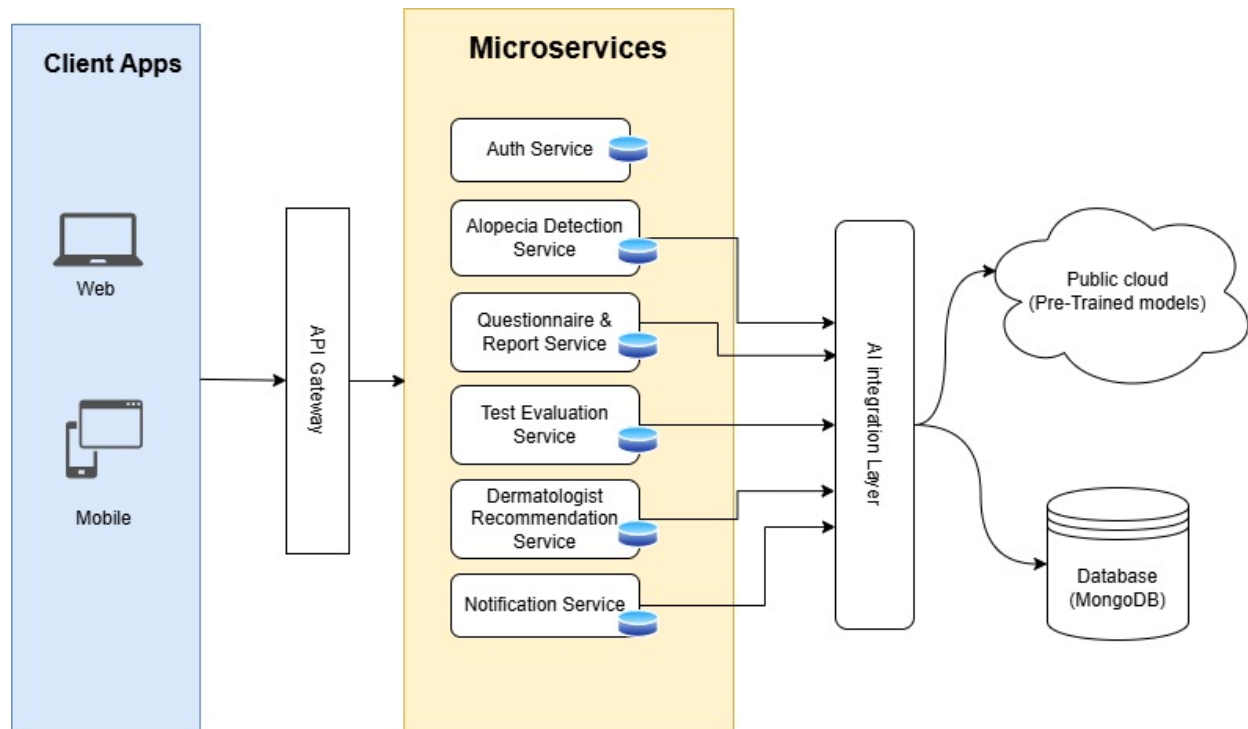 Client Apps
Web
Mobile
API Gateway
Microservices
Auth Service
Alopecia Detection
Service
Questionnaire &
Report Service
Test Evaluation
Service
Dermatologist
Recommendation
Service
Notification Service
AI integration Layer
Public cloud
(Pre-Trained models)
Database
(MongoDB)